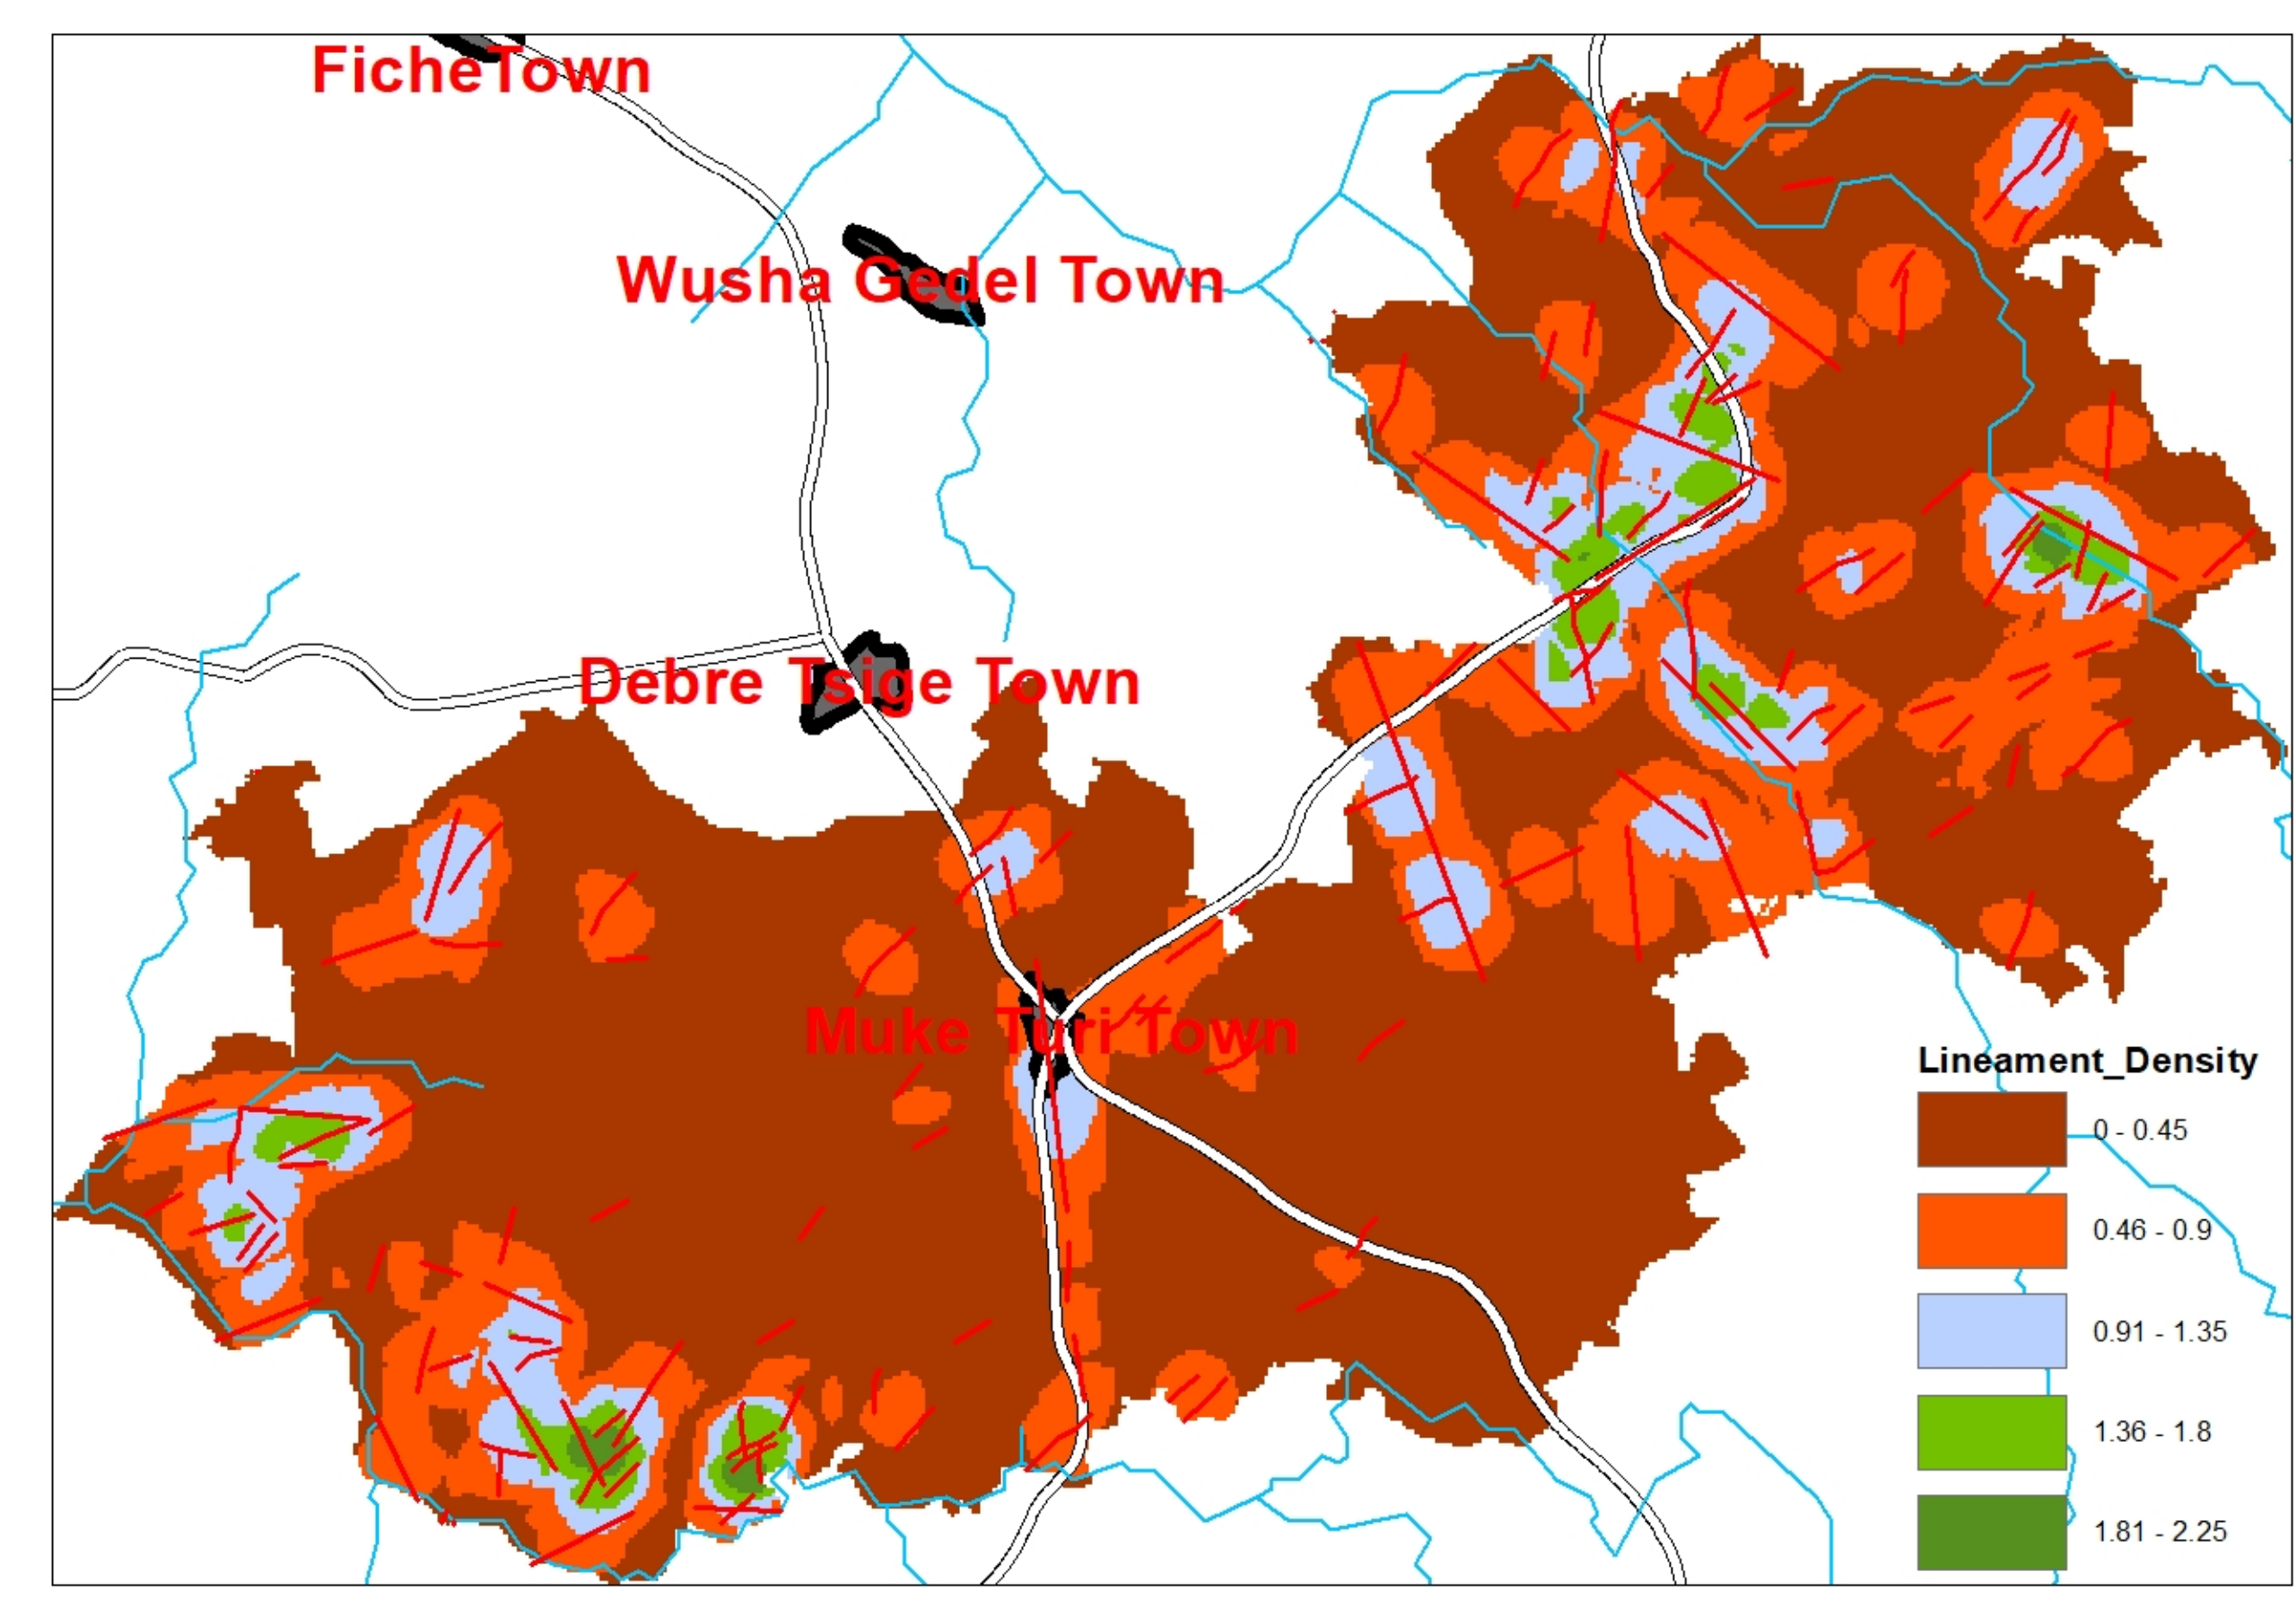 FicheTown
Wusha Gedel Town
Debre Tsige Town
Muke Turi Town
Lineament_Density
0 - 0.45
0.46 - 0.9
0.91 - 1.35
1.36 - 1.8
1.81 - 2.25